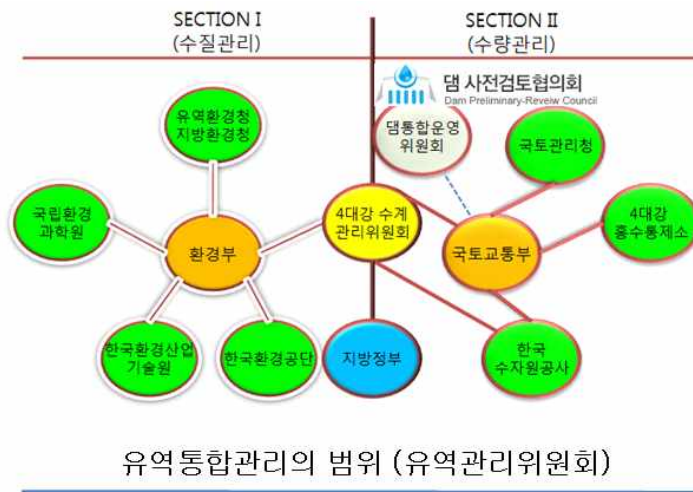 SECTION I
(수질관리)
SECTION II
(수량관리)
댐 사전검토협의회
Dam Preliminary-Reveiw Council
유역환경청
지방환경청
댐통합운영
위원회
국토관리청
국립환경
과학원
환경부
4대강 수계
관리위원회
국토교통부
4대강
홍수통제소
한국환경산업
기술원
한국환경공단
지방정부
한국
수자원공사
유역통합관리의 범위 (유역관리위원회)